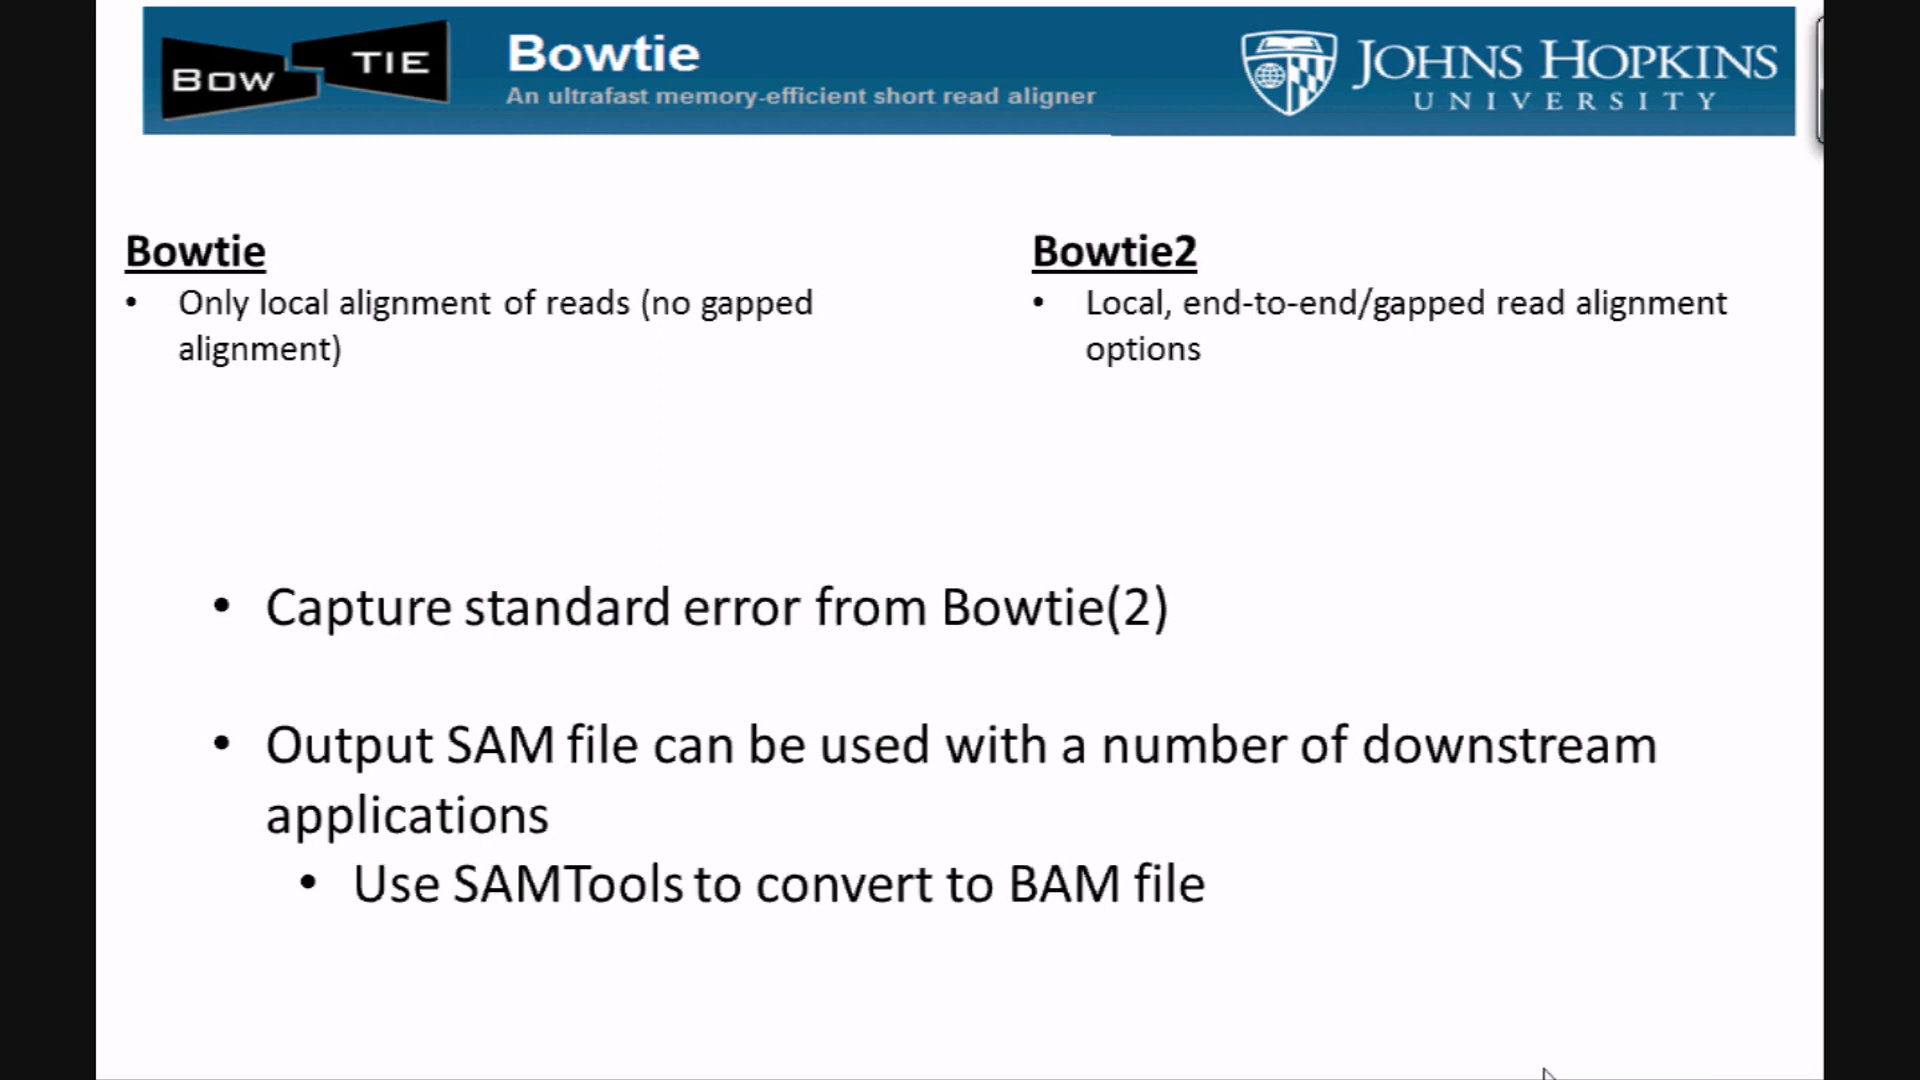 BOW TIE
Bowtie
An ultrafast memory-efficient short read aligner
JOHNS HOPKINS
UNIVERSITY
Bowtie
• Only local alignment of reads (no gapped
alignment)
Bowtie2
• Local, end-to-end/gapped read alignment
options
• Capture standard error from Bowtie(2)
• Output SAM file can be used with a number of downstream
applications
• Use SAMTools to convert to BAM file